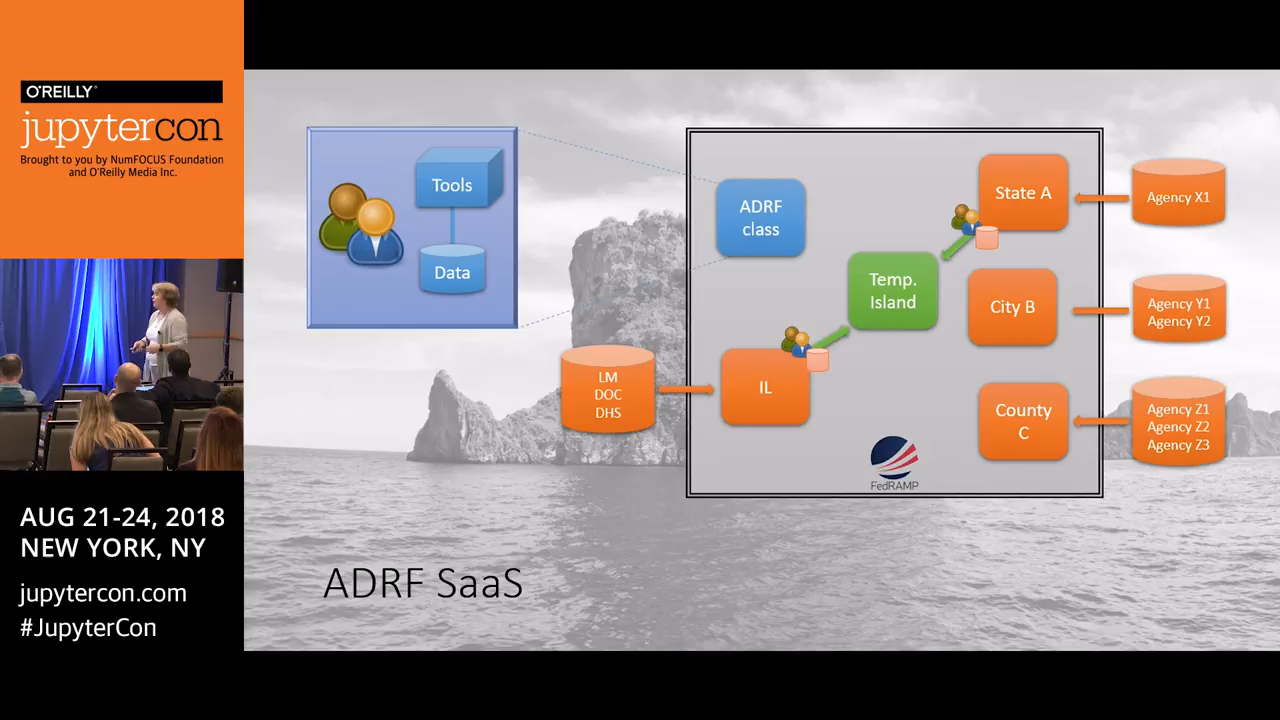 O'REILLY®
jupytercon
Brought to you by NumFOCUS Foundation
and O'Reilly Media Inc.
AUG 21-24, 2018
NEW YORK, NY
jupytercon.com
#JupyterCon
Tools
Data
ADRF
class
State A
Agency X1
Temp.
Island
City B
Agency Y1
Agency Y2
LM
DOC
DHS
IL
County
C
Agency Z1
Agency Z2
Agency Z3
FedRAMP
ADRF SaaS